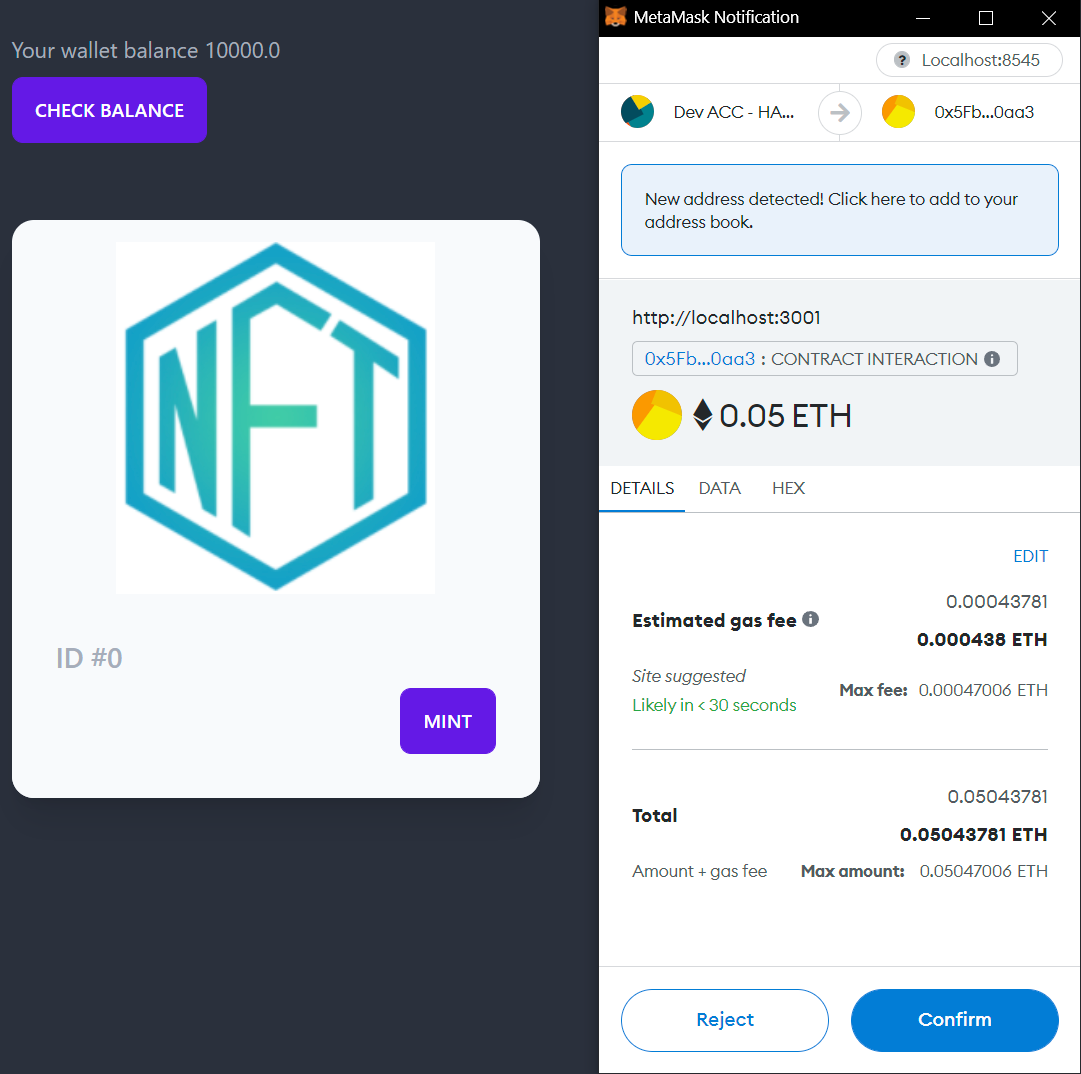 Your wallet balance 10000.0
CHECK BALANCE
NFT
ID #0
MINT
MetaMask Notification
? Localhost:8545
Dev ACC - HA...
0x5Fb...0aa3
New address detected! Click here to add to your
address book.
http://localhost:3001
0x5Fb...0aa3 : CONTRACT INTERACTION i
0.05 ETH
DETAILS DATA HEX
EDIT
0.00043781
Estimated gas fee i
0.000438 ETH
Site suggested
Likely in < 30 seconds
Max fee: 0.00047006 ETH
0.05043781
Total
0.05043781 ETH
Amount + gas fee Max amount: 0.05047006 ETH
Reject
Confirm